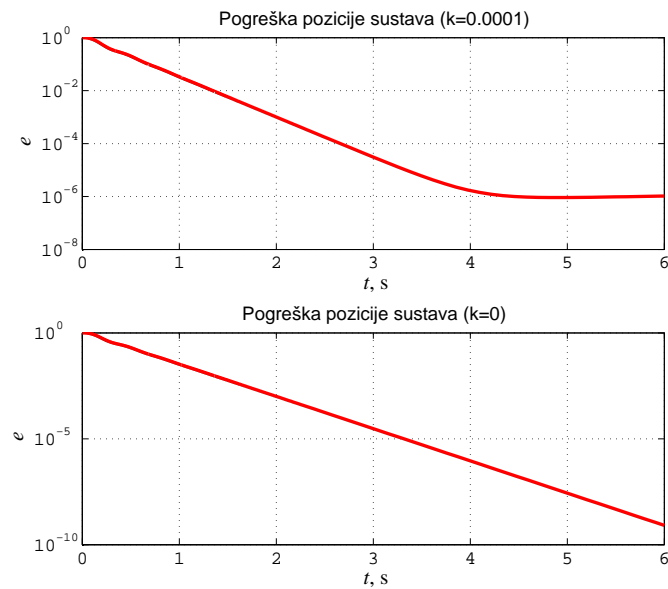 Pogreška pozicije sustava (k=0.0001)
10^0
10^-2
10^-4
10^-6
10^-8
e
0 1 2 3 4 5 6
t, s
Pogreška pozicije sustava (k=0)
10^0
10^-5
10^-10
e
0 1 2 3 4 5 6
t, s